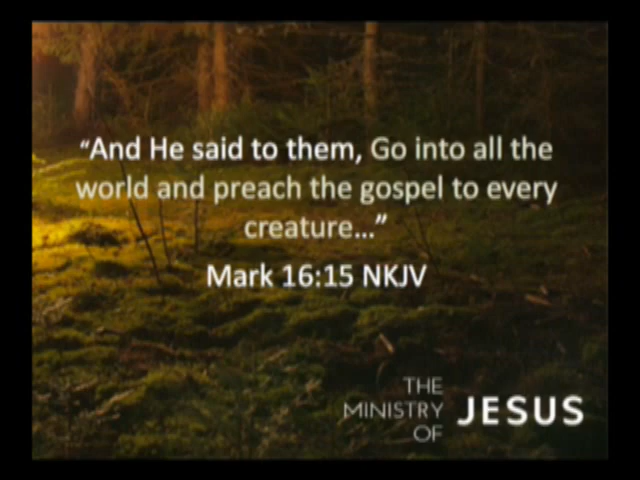 “And He said to them, Go into all the
world and preach the gospel to every
creature...”
Mark 16:15 NKJV
THE
MINISTRY
OF
JESUS